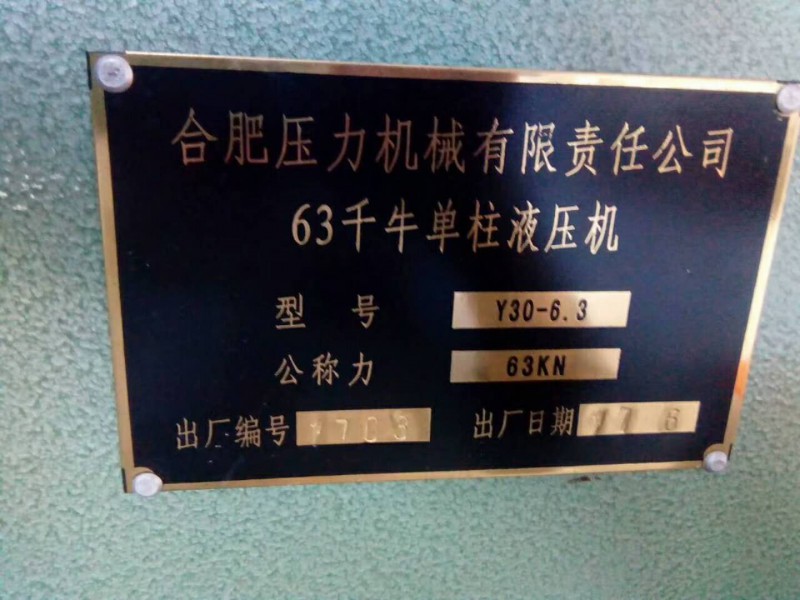 合肥压力机械有限责任公司
63千牛单柱液压机
型号 Y30-6.3
公称力 63KN
出厂编号
出厂日期